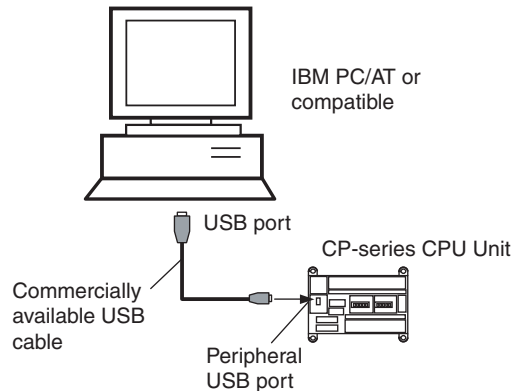 IBM PC/AT or
compatible
USB port
CP-series CPU Unit
Commercially
available USB
cable
Peripheral
USB port